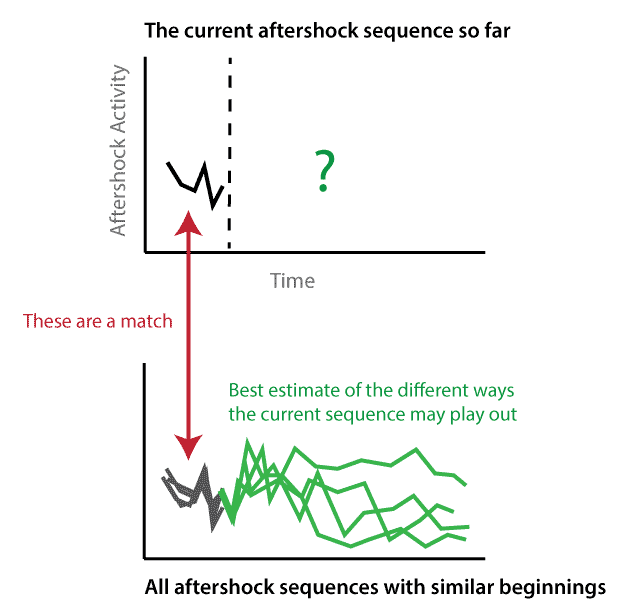 The current aftershock sequence so far
Aftershock Activity
?
Time
These are a match
Best estimate of the different ways
the current sequence may play out
All aftershock sequences with similar beginnings